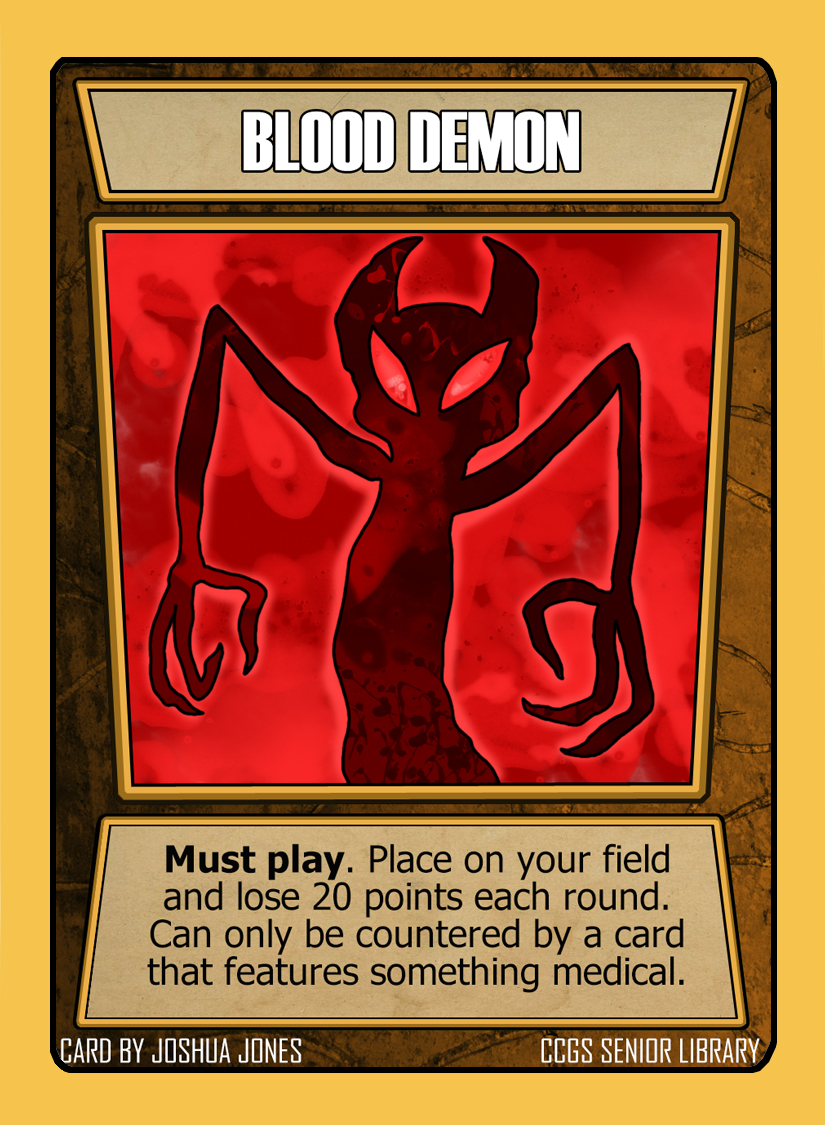 BLOOD DEMON
Must play. Place on your field
and lose 20 points each round.
Can only be countered by a card
that features something medical.
CARD BY JOSHUA JONES
CCGS SENIOR LIBRARY